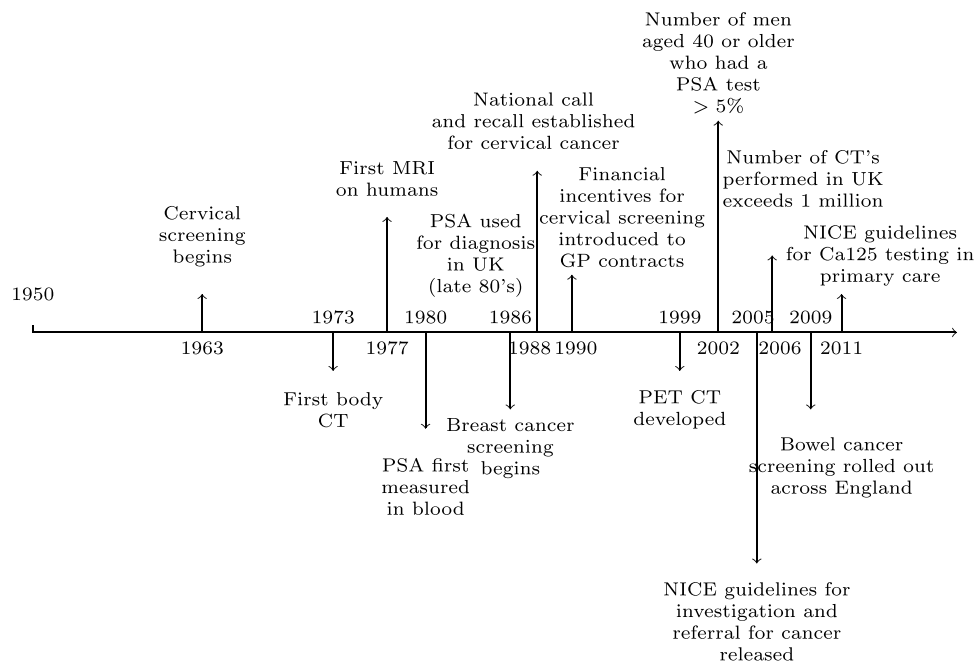 Number of men
aged 40 or older
who had a
PSA test
> 5%
National call
and recall established
for cervical cancer
First MRI
on humans
Number of CT's
performed in UK
exceeds 1 million
Financial
incentives for
cervical screening
introduced to
GP contracts
Cervical
screening
begins
PSA used
for diagnosis
in UK
(late 80's)
NICE guidelines
for Ca125 testing in
primary care
1950
1973
1980
1986
1999
2005
2009
1963
1977
1988
1990
2002
2006
2011
First body
CT
PET CT
developed
Breast cancer
screening
begins
PSA first
measured
in blood
Bowel cancer
screening rolled out
across England
NICE guidelines for
investigation and
referral for cancer
released